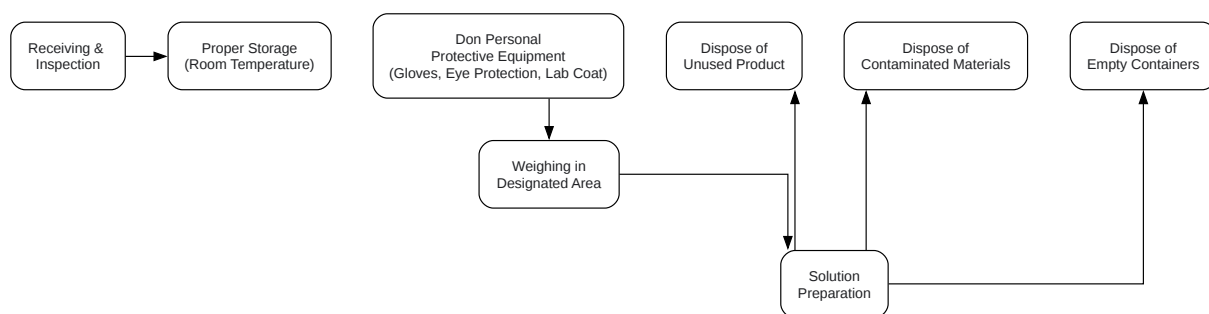 Receiving &
Inspection
Proper Storage
(Room Temperature)
Don Personal
Protective Equipment
(Gloves, Eye Protection, Lab Coat)
Dispose of
Unused Product
Dispose of
Contaminated Materials
Dispose of
Empty Containers
Weighing in
Designated Area
Solution
Preparation